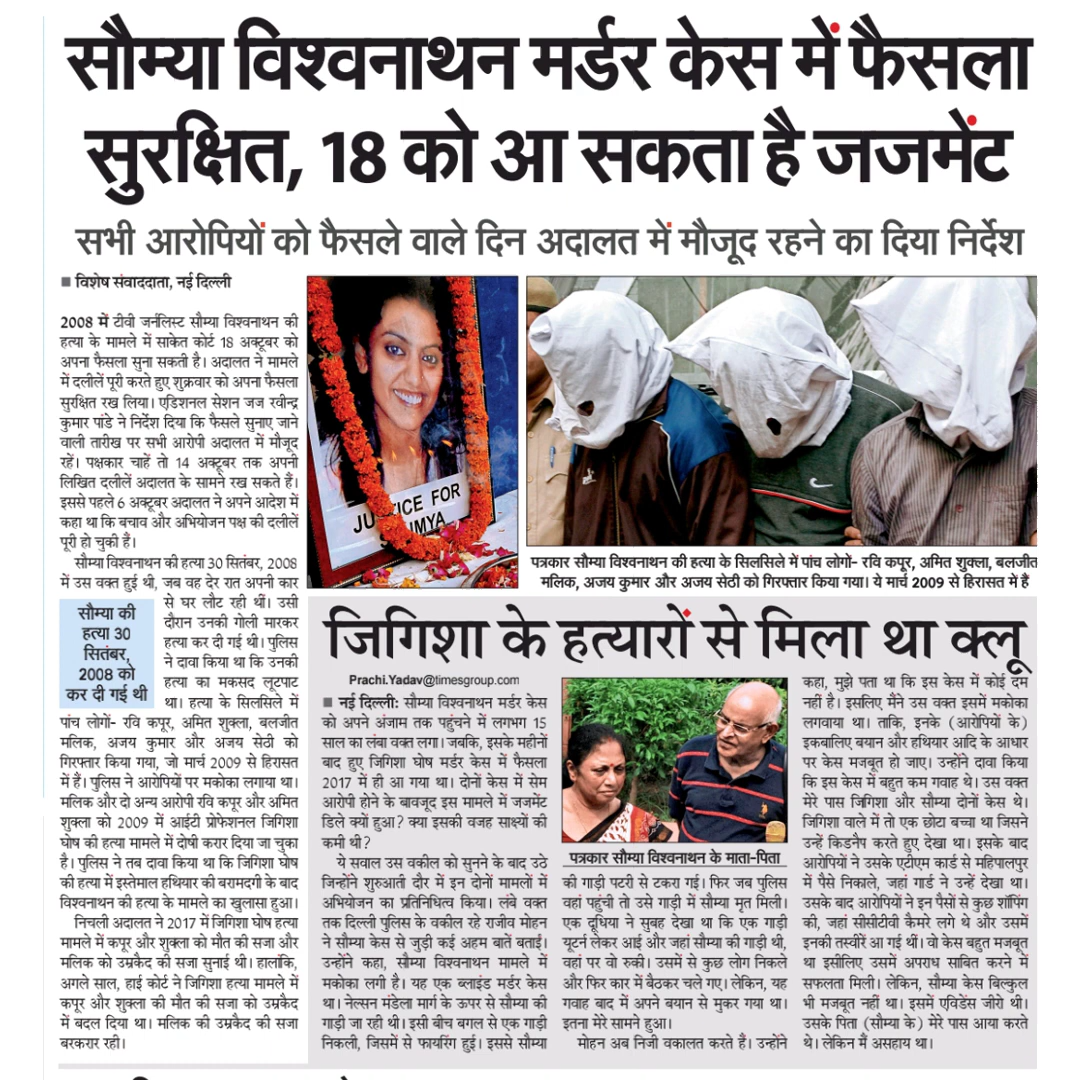 सौम्या विश्वनाथन मर्डर केस में फैसला
सुरक्षित, 18 को आ सकता है जजमेंट
सभी आरोपियों को फैसले वाले दिन अदालत में मौजूद रहने का दिया निर्देश
■ विशेष संवाददाता, नई दिल्ली
2008 में टीवी जर्नलिस्ट सौम्या विश्वनाथन की
हत्या के मामले में साकेत कोर्ट 18 अक्टूबर को
अपना फैसला सुना सकती है। अदालत ने मामले
में दलीलें पूरी करते हुए शुक्रवार को अपना फैसला
सुरक्षित रख लिया। एडिशनल सेशन जज रवीन्द्र
कुमार पांडे ने निर्देश दिया कि फैसले सुनाए जाने
वाली तारीख पर सभी आरोपी अदालत में मौजूद
रहें। पक्षकार चाहें तो 14 अक्टूबर तक अपनी
लिखित दलीलें अदालत के सामने रख सकते हैं।
इससे पहले 6 अक्टूबर अदालत ने अपने आदेश में
कहा था कि बचाव और अभियोजन पक्ष की दलीलें
पूरी हो चुकी हैं।
सौम्या विश्वनाथन की हत्या 30 सितंबर, 2008
में उस वक्त हुई थी, जब वह देर रात अपनी कार
से घर लौट रही थीं। उसी
दौरान उनकी गोली मारकर
हत्या कर दी गई थी। पुलिस
ने दावा किया था कि उनकी
हत्या का मकसद लूटपाट
था। हत्या के सिलसिले में
पांच लोगों- रवि कपूर, अमित शुक्ला, बलजीत
मलिक, अजय कुमार और अजय सेठी को
गिरफ्तार किया गया, जो मार्च 2009 से हिरासत
में हैं। पुलिस ने आरोपियों पर मकोका लगाया था।
मलिक और दो अन्य आरोपी रवि कपूर और अमित
शुक्ला को 2009 में आईटी प्रोफेशनल जिगिशा
घोष की हत्या मामले में दोषी करार दिया जा चुका
है। पुलिस ने तब दावा किया था कि जिगिशा घोष
की हत्या में इस्तेमाल हथियार की बरामदगी के बाद
विश्वनाथन की हत्या के मामले का खुलासा हुआ।
निचली अदालत ने 2017 में जिगिशा घोष हत्या
मामले में कपूर और शुक्ला को मौत की सजा और
मलिक को उम्रकैद की सजा सुनाई थी। हालांकि,
अगले साल, हाई कोर्ट ने जिगिशा हत्या मामले में
कपूर और शुक्ला की मौत की सजा को उम्रकैद
में बदल दिया था। मलिक की उम्रकैद की सजा
बरकरार रही।
सौम्या की
हत्या 30
सितंबर,
2008 को
कर दी गई थी
JUSTICE FOR
UMYA
पत्रकार सौम्या विश्वनाथन की हत्या के सिलसिले में पांच लोगों- रवि कपूर, अमित शुक्ला, बलजीत
मलिक, अजय कुमार और अजय सेठी को गिरफ्तार किया गया। ये मार्च 2009 से हिरासत में हैं
जिगिशा के हत्यारों से मिला था क्लू
Prachi.Yadav@timesgroup.com
■ नई दिल्ली: सौम्या विश्वनाथन मर्डर केस
को अपने अंजाम तक पहुंचने में लगभग 15
साल का लंबा वक्त लगा। जबकि, इसके महीनों
बाद हुए जिगिशा घोष मर्डर केस में फैसला
2017 में ही आ गया था। दोनों केस में सेम
आरोपी होने के बावजूद इस मामले में जजमेंट
डिले क्यों हुआ? क्या इसकी वजह साक्ष्यों की
कमी थी?
ये सवाल उस वकील को सुनने के बाद उठे
जिन्होंने शुरुआती दौर में इन दोनों मामलों में
अभियोजन का प्रतिनिधित्व किया। लंबे वक्त
तक दिल्ली पुलिस के वकील रहे राजीव मोहन
ने सौम्या केस से जुड़ी कई अहम बातें बताईं।
उन्होंने कहा, सौम्या विश्वनाथन मामले में
मकोका लगी है। यह एक ब्लाइंड मर्डर केस
था। नेल्सन मंडेला मार्ग के ऊपर से सौम्या की
गाड़ी जा रही थी। इसी बीच बगल से एक गाड़ी
निकली, जिसमें से फायरिंग हुई। इससे सौम्या
पत्रकार सौम्या विश्वनाथन के माता-पिता
की गाड़ी पटरी से टकरा गई। फिर जब पुलिस
वहां पहुंची तो उसे गाड़ी में सौम्या मृत मिली।
एक दूधिया ने सुबह देखा था कि एक गाड़ी
यूटर्न लेकर आई और जहां सौम्या की गाड़ी थी,
वहां पर वो रुकी। उसमें से कुछ लोग निकले
और फिर कार में बैठकर चले गए। लेकिन, यह
गवाह बाद में अपने बयान से मुकर गया था।
इतना मेरे सामने हुआ।
मोहन अब निजी वकालत करते हैं। उन्होंने
कहा, मुझे पता था कि इस केस में कोई दम
नहीं है। इसलिए मैंने उस वक्त इसमें मकोका
लगवाया था। ताकि, इनके (आरोपियों के)
इकबालिए बयान और हथियार आदि के आधार
पर केस मजबूत हो जाए। उन्होंने दावा किया
कि इस केस में बहुत कम गवाह थे। उस वक्त
मेरे पास जिगिशा और सौम्या दोनों केस थे।
जिगिशा वाले में तो एक छोटा बच्चा था जिसने
उन्हें किडनैप करते हुए देखा था। इसके बाद
आरोपियों ने उसके एटीएम कार्ड से महिपालपुर
में पैसे निकाले, जहां गार्ड ने उन्हें देखा था।
उसके बाद आरोपियों ने इन पैसों से कुछ शॉपिंग
की, जहां सीसीटीवी कैमरे लगे थे और उसमें
इनकी तस्वीरें आ गई थीं। वो केस बहुत मजबूत
था इसीलिए उसमें अपराध साबित करने में
सफलता मिली। लेकिन, सौम्या केस बिल्कुल
भी मजबूत नहीं था। इसमें एविडेंस जीरो थी।
उसके पिता (सौम्या के) मेरे पास आया करते
थे। लेकिन मैं असहाय था।